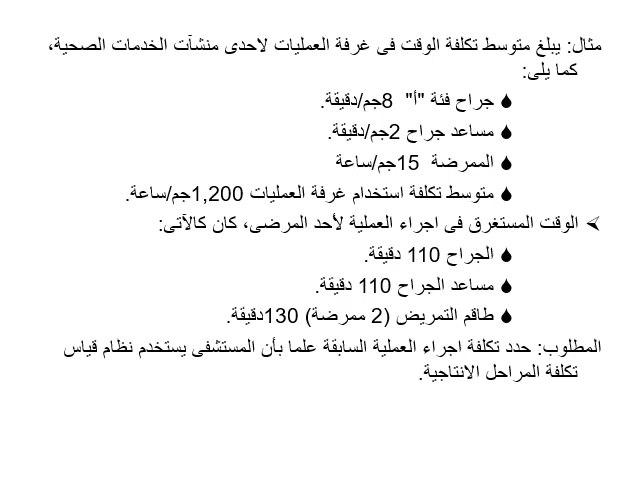 مثال: يبلغ متوسط تكلفة الوقت فى غرفة العمليات لاحدى منشآت الخدمات الصحية،
كما يلى:
جراح فئة "أ" 8جم/دقيقة.
مساعد جراح 2جم/دقيقة.
الممرضة 15جم/ساعة
متوسط تكلفة استخدام غرفة العمليات 1,200جم/ساعة.
الوقت المستغرق فى اجراء العملية لأحد المرضى، كان كالآتى:
الجراح 110 دقيقة.
مساعد الجراح 110 دقيقة.
طاقم التمريض (2 ممرضة) 130دقيقة.
المطلوب: حدد تكلفة اجراء العملية السابقة علما بأن المستشفى يستخدم نظام قياس
تكلفة المراحل الانتاجية.